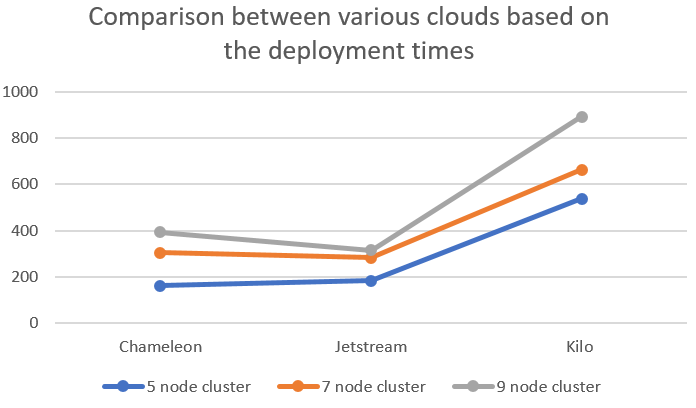 Comparison between various clouds based on
the deployment times
1000
800
600
400
200
0
Chameleon Jetstream Kilo
5 node cluster 7 node cluster 9 node cluster